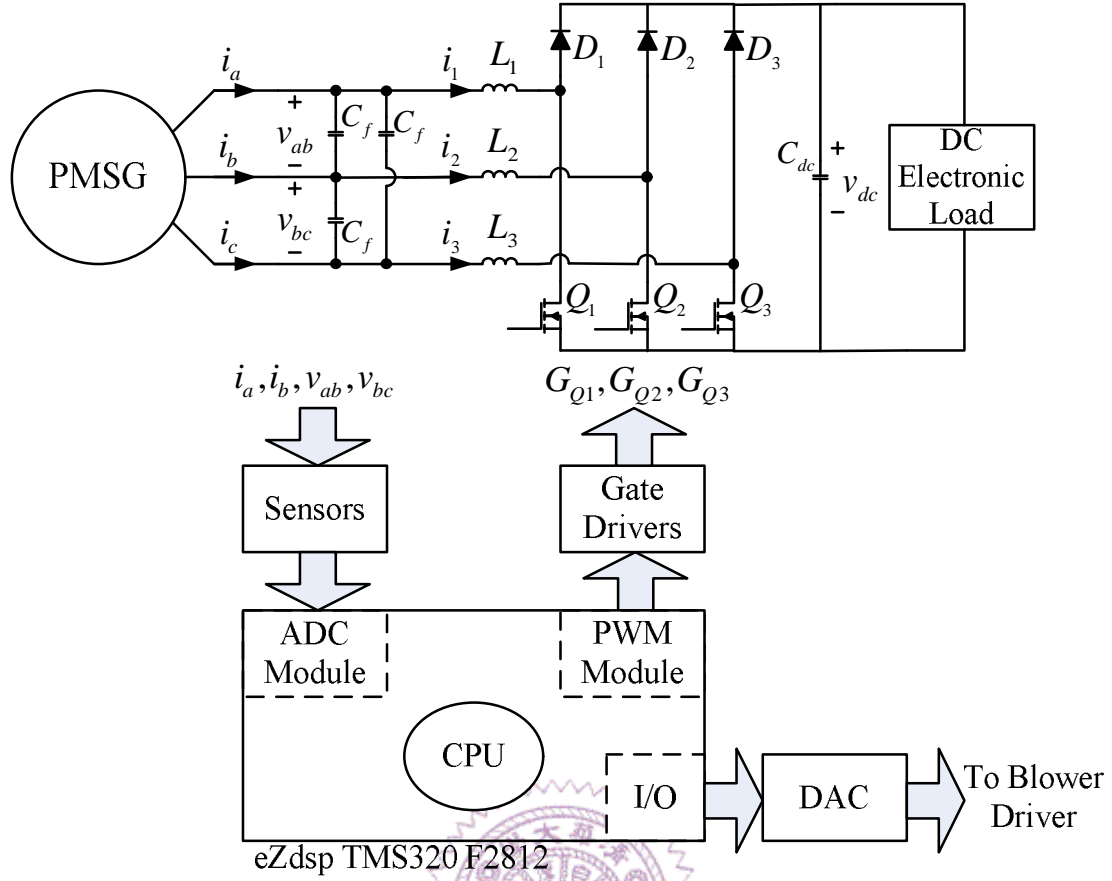 i_a
i_1 L_1
D_1 D_2 D_3
+
v_ab
−
C_f C_f
PMSG
i_b
i_2 L_2
+
v_bc
−
C_f
i_c
i_3 L_3
C_dc
+
v_dc
−
DC
Electronic
Load
Q_1 Q_2 Q_3
i_a, i_b, v_ab, v_bc
G_Q1, G_Q2, G_Q3
Sensors
Gate
Drivers
ADC
Module
PWM
Module
CPU
I/O
DAC
To Blower
Driver
eZdsp TMS320 F2812